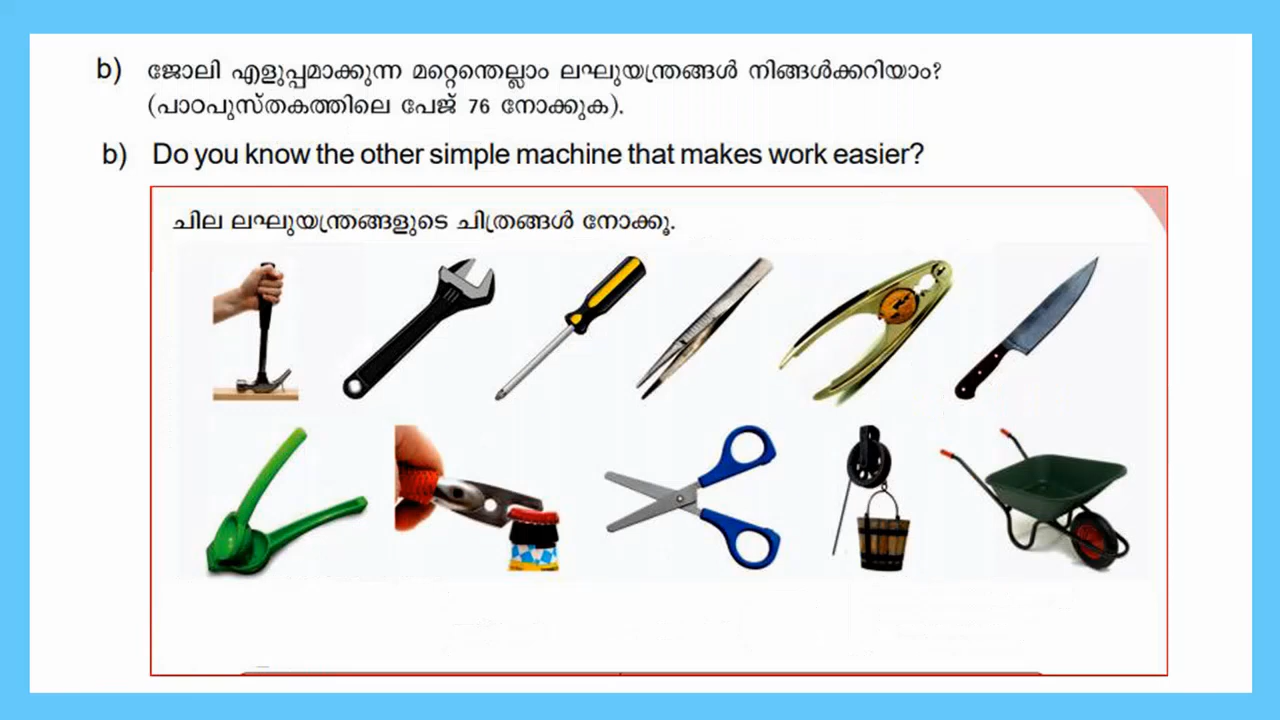 b) ജോലി എളുപ്പമാക്കുന്ന മറ്റെന്തെല്ലാം ലഘുയന്ത്രങ്ങൾ നിങ്ങൾക്കറിയാം?
(പാഠപുസ്തകത്തിലെ പേജ് 76 നോക്കുക).
b) Do you know the other simple machine that makes work easier?
ചില ലഘുയന്ത്രങ്ങളുടെ ചിത്രങ്ങൾ നോക്കൂ.